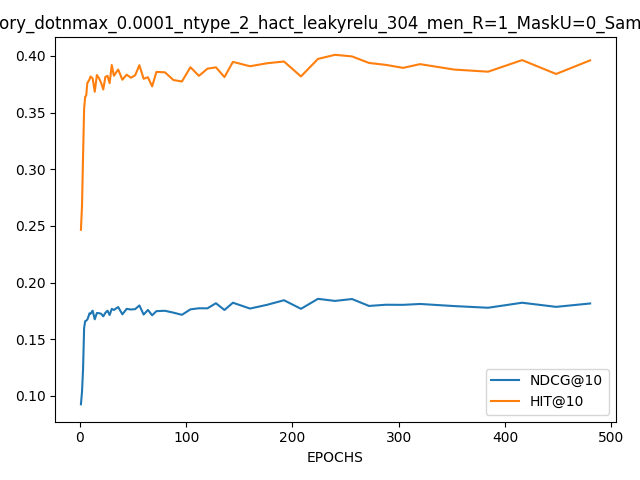 ory_dotnmax_0.0001_ntype_2_hact_leakyrelu_304_men_R=1_MaskU=0_Sam
0.40
0.35
0.30
0.25
0.20
0.15
0.10
NDCG@10
HIT@10
0 100 200 300 400 500
EPOCHS